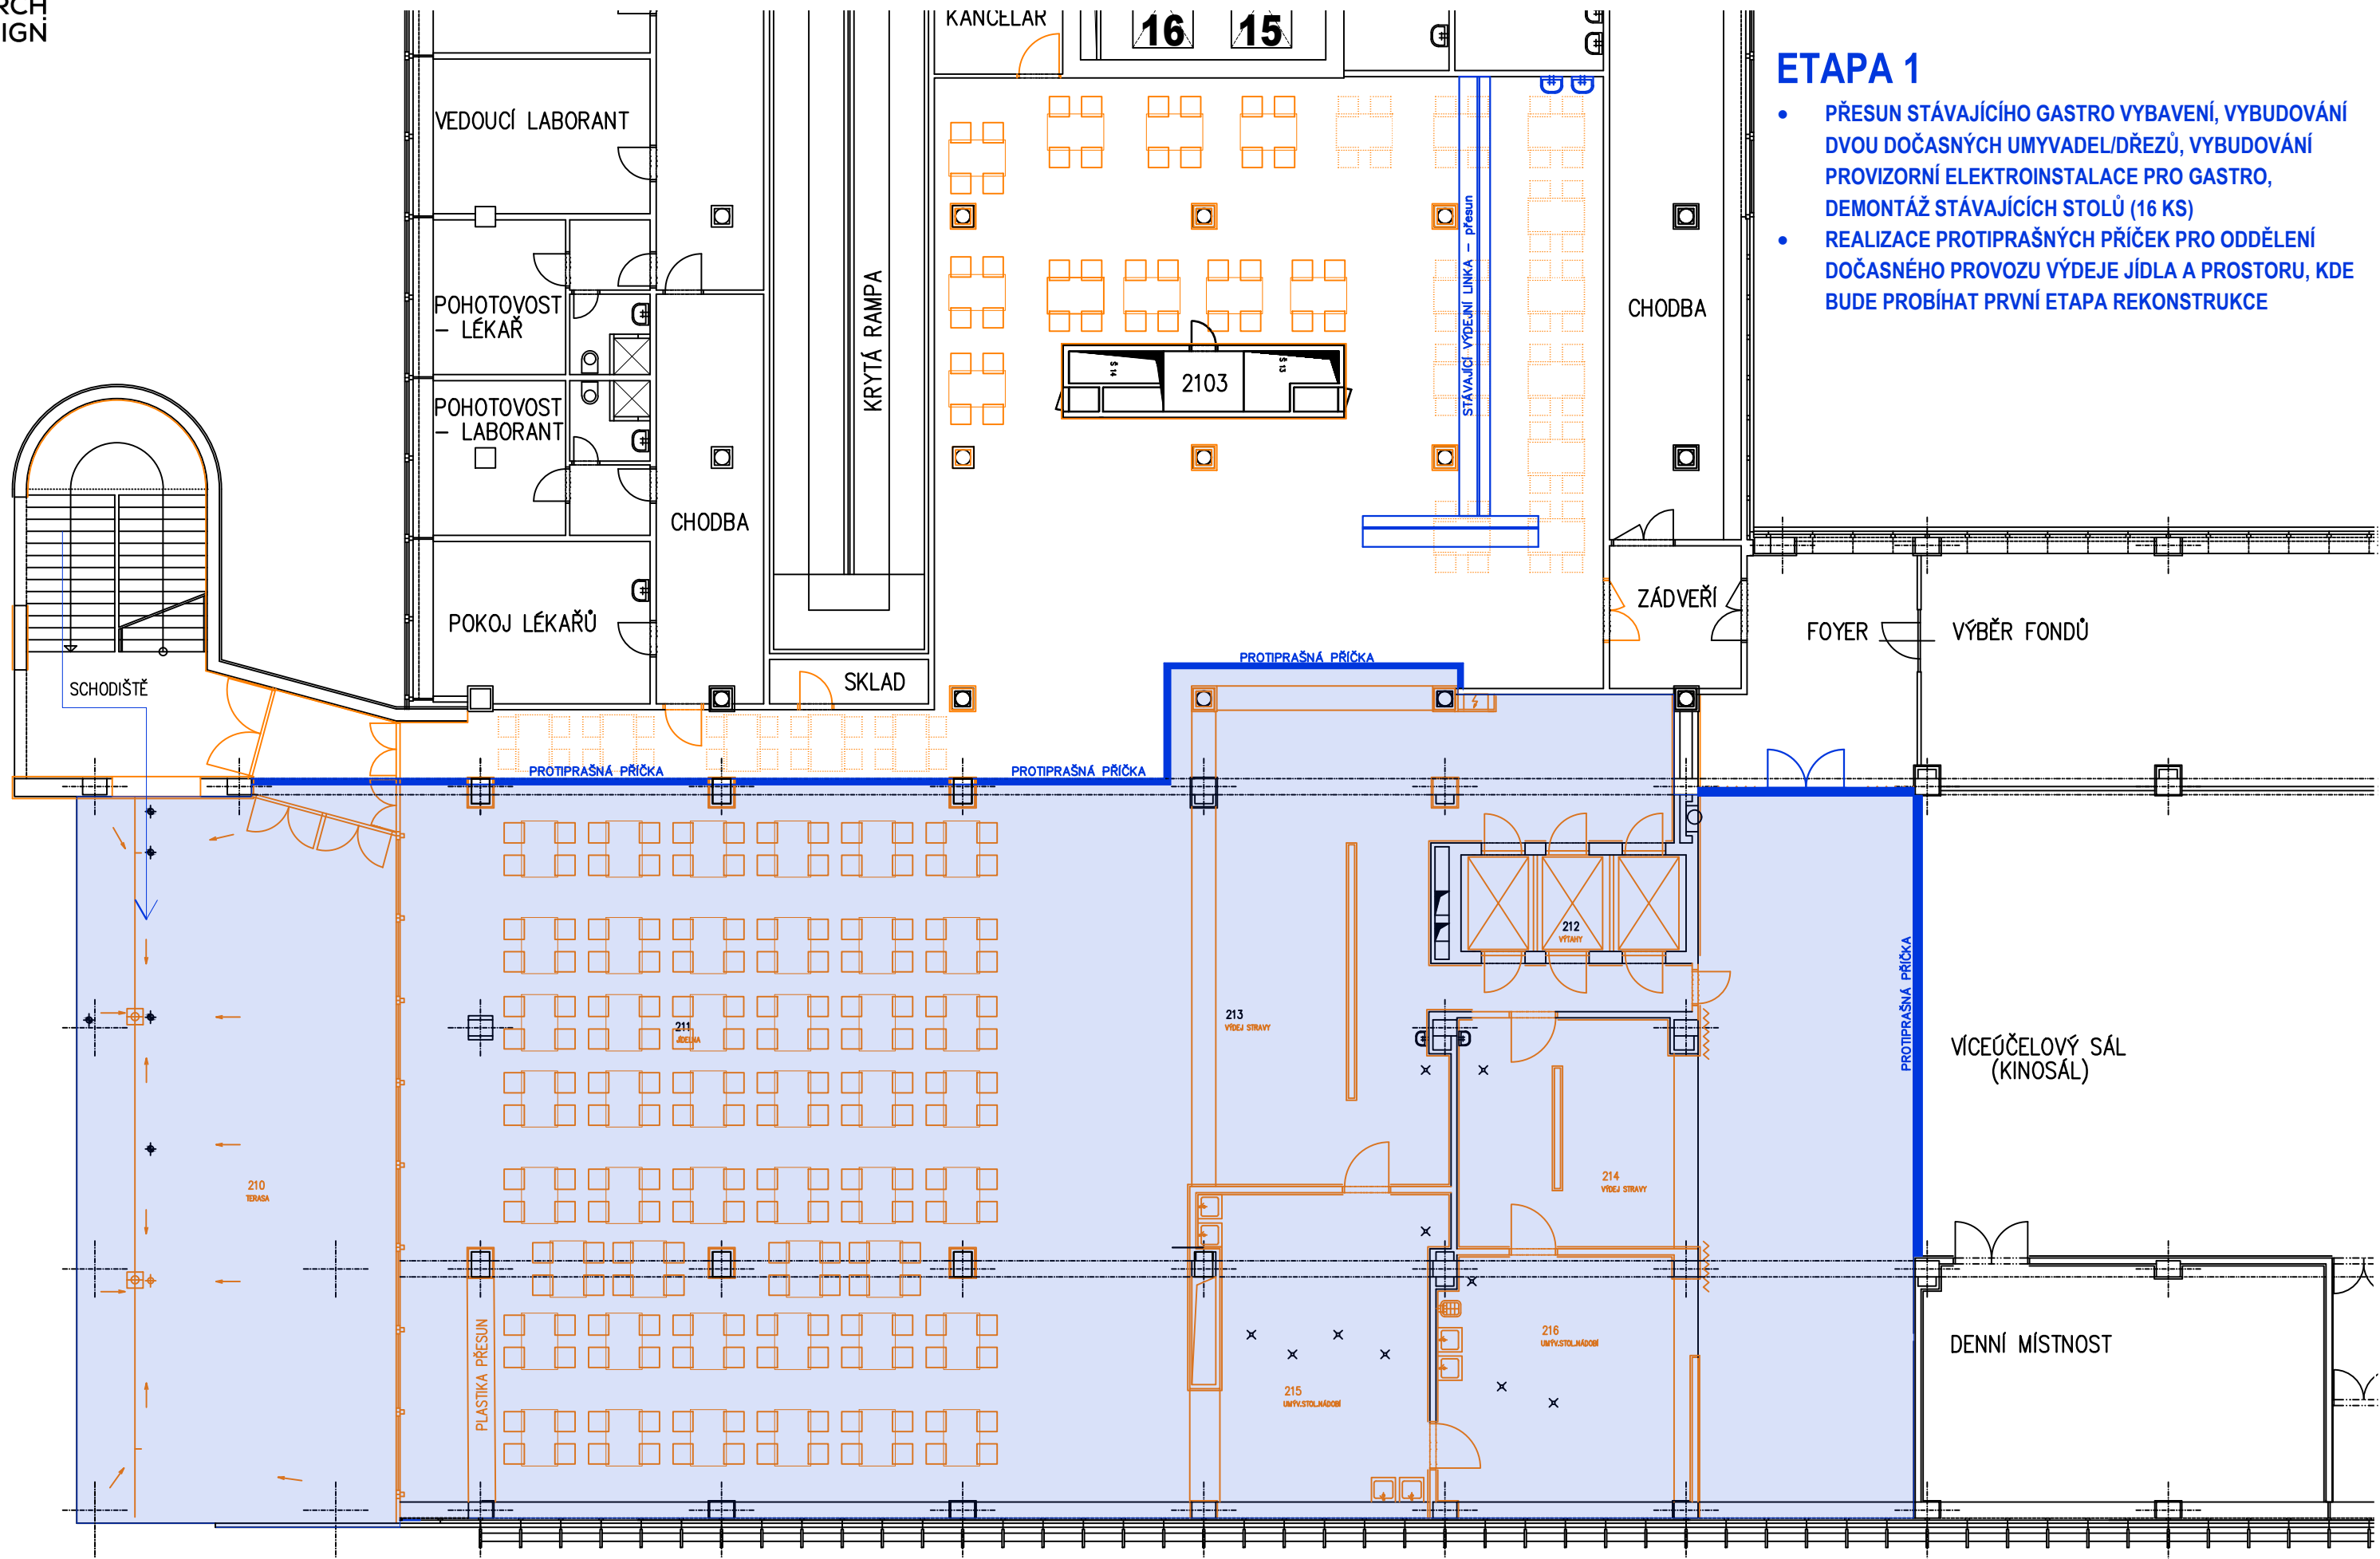 RCH
IGN
KANCELÁŘ
16
15
ETAPA 1
• PŘESUN STÁVAJÍCÍHO GASTRO VYBAVENÍ, VYBUDOVÁNÍ
DVOU DOČASNÝCH UMYVADEL/DŘEZŮ, VYBUDOVÁNÍ
PROVIZORNÍ ELEKTROINSTALACE PRO GASTRO,
DEMONTÁŽ STÁVAJÍCÍCH STOLŮ (16 KS)
• REALIZACE PROTIPRAŠNÝCH PŘÍČEK PRO ODDĚLENÍ
DOČASNÉHO PROVOZU VÝDEJE JÍDLA A PROSTORU, KDE
BUDE PROBÍHAT PRVNÍ ETAPA REKONSTRUKCE
VEDOUCÍ LABORANT
POHOTOVOST
– LÉKAŘ
POHOTOVOST
– LABORANT
KRYTÁ RAMPA
STÁVAJÍCÍ VÝDEJNÍ LINKA – přesun
CHODBA
S 14
2103
S 13
CHODBA
POKOJ LÉKAŘŮ
ZÁDVEŘÍ
FOYER
VÝBĚR FONDŮ
SCHODIŠTĚ
SKLAD
PROTIPRAŠNÁ PŘÍČKA
PROTIPRAŠNÁ PŘÍČKA
PROTIPRAŠNÁ PŘÍČKA
212
VÝTAHY
PROTIPRAŠNÁ PŘÍČKA
211
JÍDELNA
213
VÝDEJ STRAVY
VÍCEÚČELOVÝ SÁL
(KINOSÁL)
210
TERASA
214
VÝDEJ STRAVY
PLASTIKA PŘESUN
216
UMÝV.STOL.NÁDOBÍ
215
UMÝV.STOL.NÁDOBÍ
DENNÍ MÍSTNOST